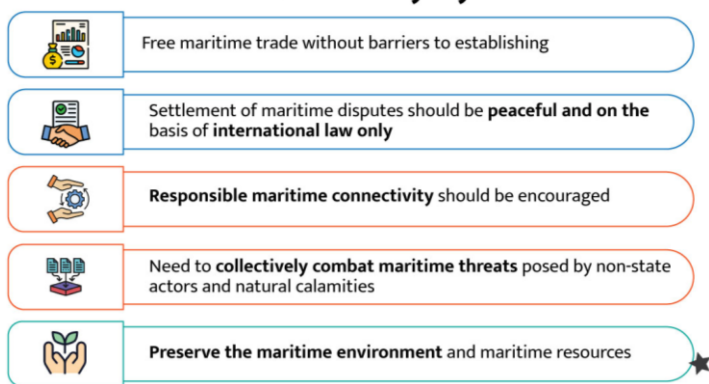 Free maritime trade without barriers to establishing
Settlement of maritime disputes should be peaceful and on the
basis of international law only
Responsible maritime connectivity should be encouraged
Need to collectively combat maritime threats posed by non-state
actors and natural calamities
Preserve the maritime environment and maritime resources